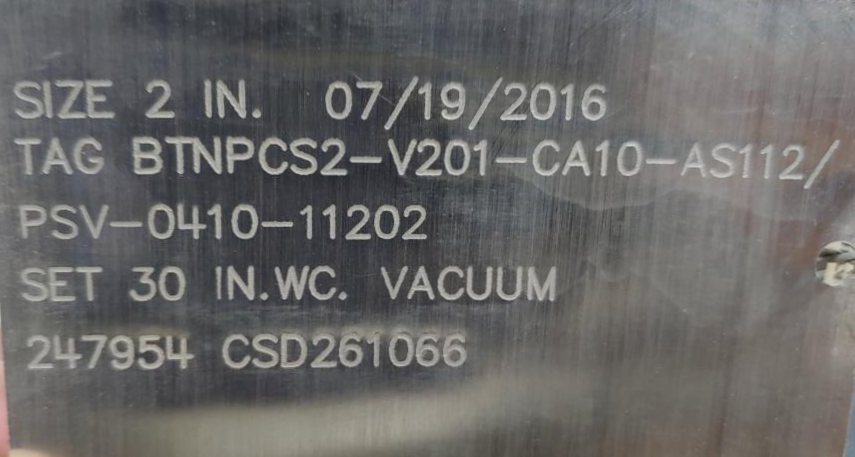 SIZE 2 IN. 07/19/2016
TAG BTNPCS2-V201-CA10-AS112/
PSV-0410-11202
SET 30 IN.WC. VACUUM
247954 CSD261066